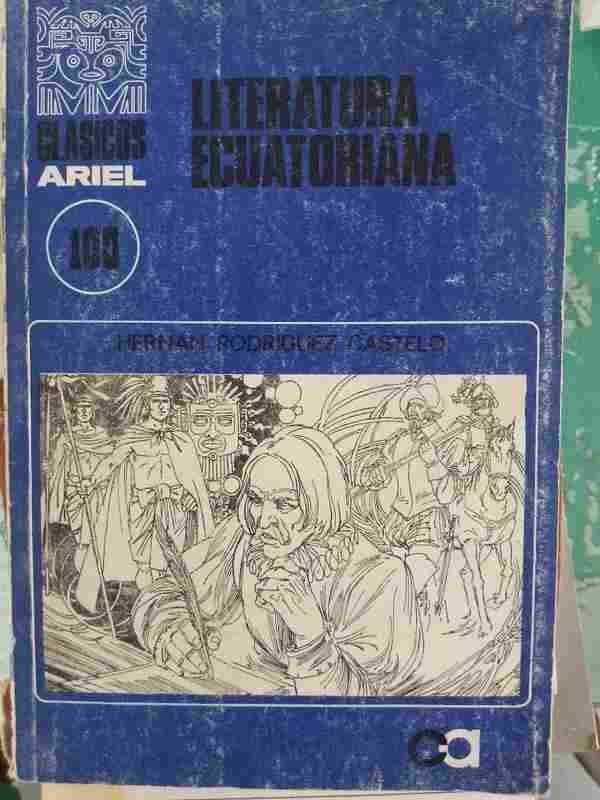 CLASICOS
ARIEL
LITERATURA
ECUATORIANA
100
HERNAN RODRIGUEZ CASTELO
ca